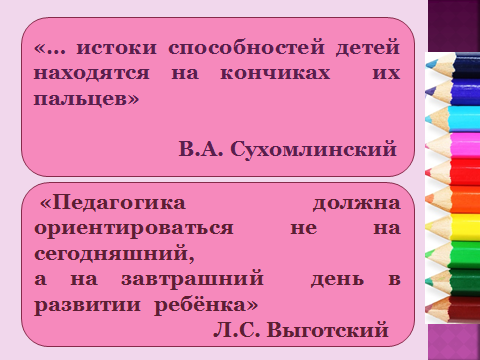 «... истоки способностей детей
находятся на кончиках их
пальцев»
В.А. Сухомлинский
«Педагогика должна
ориентироваться не на
сегодняшний,
а на завтрашний день в
развитии ребёнка»
Л.С. Выготский